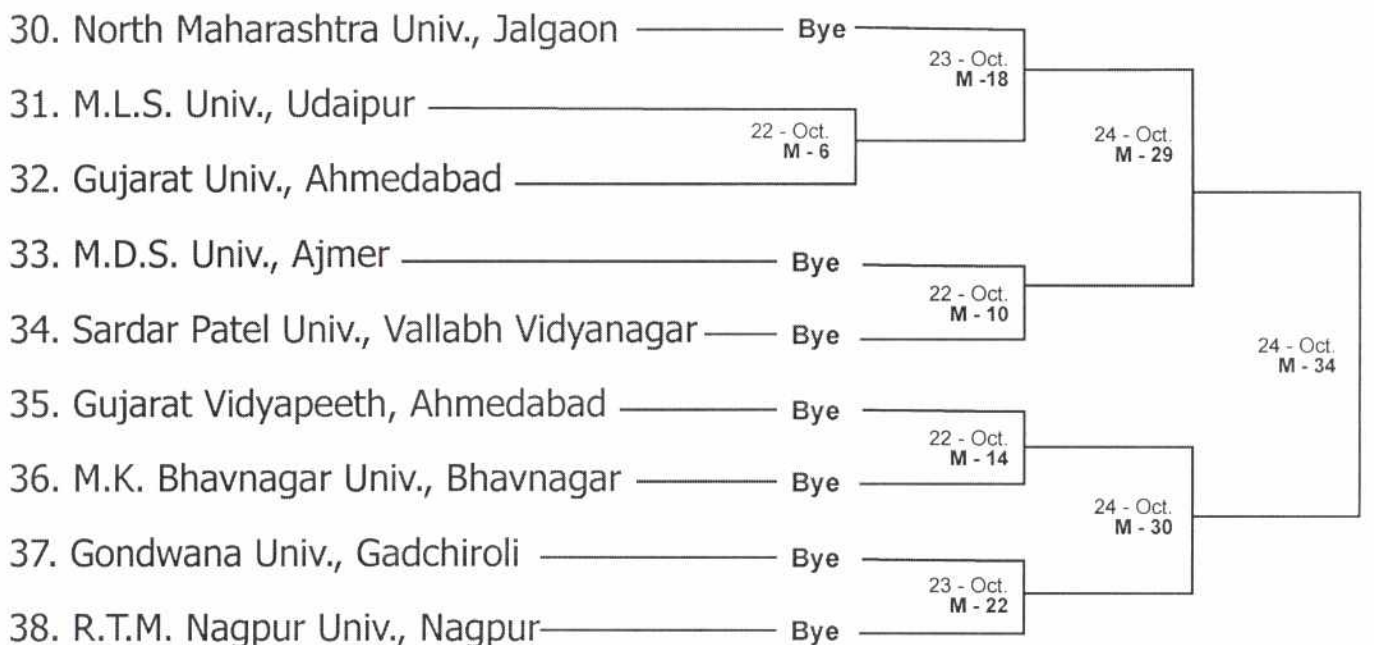 30. North Maharashtra Univ., Jalgaon Bye
23 - Oct.
M -18
31. M.L.S. Univ., Udaipur
22 - Oct.
M - 6
24 - Oct.
M - 29
32. Gujarat Univ., Ahmedabad
33. M.D.S. Univ., Ajmer Bye
22 - Oct.
M - 10
34. Sardar Patel Univ., Vallabh Vidyanagar Bye
24 - Oct.
M - 34
35. Gujarat Vidyapeeth, Ahmedabad Bye
22 - Oct.
M - 14
36. M.K. Bhavnagar Univ., Bhavnagar Bye
24 - Oct.
M - 30
37. Gondwana Univ., Gadchiroli Bye
23 - Oct.
M - 22
38. R.T.M. Nagpur Univ., Nagpur Bye